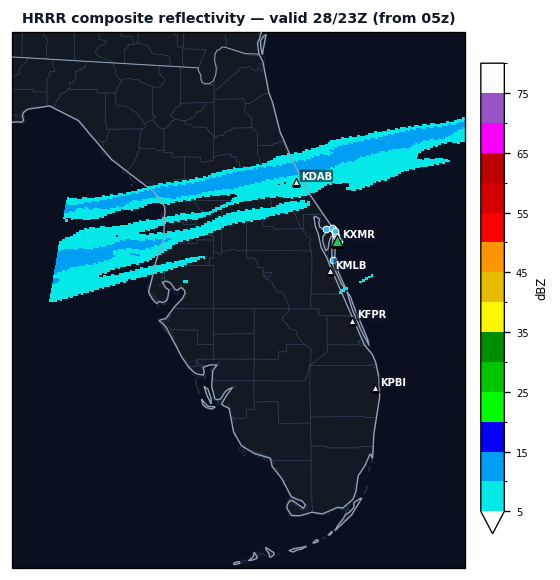 HRRR composite reflectivity — valid 28/23Z (from 05z)
KDAB
KXMR
KMLB
KFPR
KPBI
75
65
55
45
35
25
15
5
dBZ